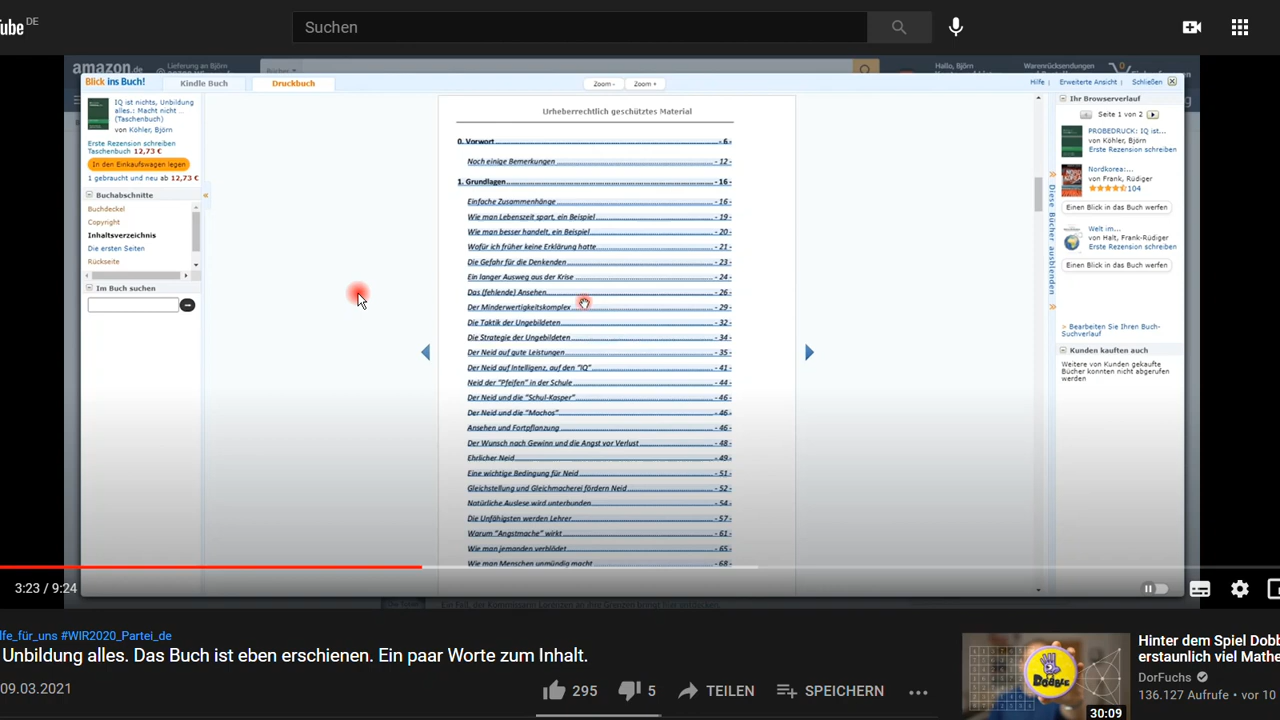 Tube DE
Suchen
amazon.de
Lieferung an Björn
Hallo, Björn
Warenrücksendungen
Blick ins Buch!
Kindle Buch
Druckbuch
Zoom -
Zoom +
Hilfe |
Erweiterte Ansicht |
Schließen
IQ ist nichts, Unbildung
alles.: Macht nicht ...
(Taschenbuch)
von Köhler, Björn
Erste Rezension schreiben
Taschenbuch 12,73 €
In den Einkaufswagen legen
1 gebraucht und neu ab 12,73 €
Buchabschnitte
Buchdeckel
Copyright
Inhaltsverzeichnis
Die ersten Seiten
Rückseite
Im Buch suchen
Urheberrechtlich geschütztes Material
0. Vorwort - 6 -
Noch einige Bemerkungen - 12 -
1. Grundlagen - 16 -
Einfache Zusammenhänge - 16 -
Wie man Lebenszeit spart, ein Beispiel - 19 -
Wie man besser handelt, ein Beispiel - 20 -
Wofür ich früher keine Erklärung hatte - 21 -
Die Gefahr für die Denkenden - 23 -
Ein langer Ausweg aus der Krise - 24 -
Das (fehlende) Ansehen - 26 -
Der Minderwertigkeitskomplex - 29 -
Die Taktik der Ungebildeten - 32 -
Die Strategie der Ungebildeten - 34 -
Der Neid auf gute Leistungen - 35 -
Der Neid auf Intelligenz, auf den "IQ" - 41 -
Neid der "Pfeifen" in der Schule - 44 -
Der Neid und die "Schul-Kasper" - 46 -
Der Neid und die "Machos" - 46 -
Ansehen und Fortpflanzung - 46 -
Der Wunsch nach Gewinn und die Angst vor Verlust - 48 -
Ehrlicher Neid - 49 -
Eine wichtige Bedingung für Neid - 51 -
Gleichstellung und Gleichmacherei fördern Neid - 52 -
Natürliche Auslese wird unterbunden - 54 -
Die Unfähigsten werden Lehrer - 57 -
Warum "Angstmache" wirkt - 61 -
Wie man jemanden verblödet - 65 -
Wie man Menschen unmündig macht - 68 -
Diese Bücher ausblenden
Ihr Browserverlauf
Seite 1 von 2
PROBEDRUCK: IQ ist...
von Köhler, Björn
Erste Rezension schreiben
Nordkorea:...
von Frank, Rüdiger
104
Einen Blick in das Buch werfen
Welt im...
von Halt, Frank-Rüdiger
Erste Rezension schreiben
Einen Blick in das Buch werfen
> Bearbeiten Sie Ihren Buch-
Suchverlauf
Kunden kauften auch
Weitere von Kunden gekaufte
Bücher konnten nicht abgerufen
werden
3:23 / 9:24
lfe_für_uns #WIR2020_Partei_de
Unbildung alles. Das Buch ist eben erschienen. Ein paar Worte zum Inhalt.
09.03.2021
295
5
TEILEN
SPEICHERN
DOBBLE
30:09
Hinter dem Spiel Dobb
erstaunlich viel Mathe
DorFuchs
136.127 Aufrufe • vor 10